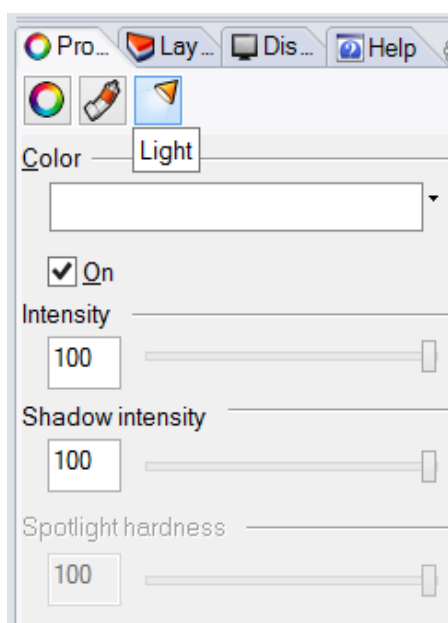 Pro... Lay... Dis... Help
Light
Color
On
Intensity
100
Shadow intensity
100
Spotlight hardness
100